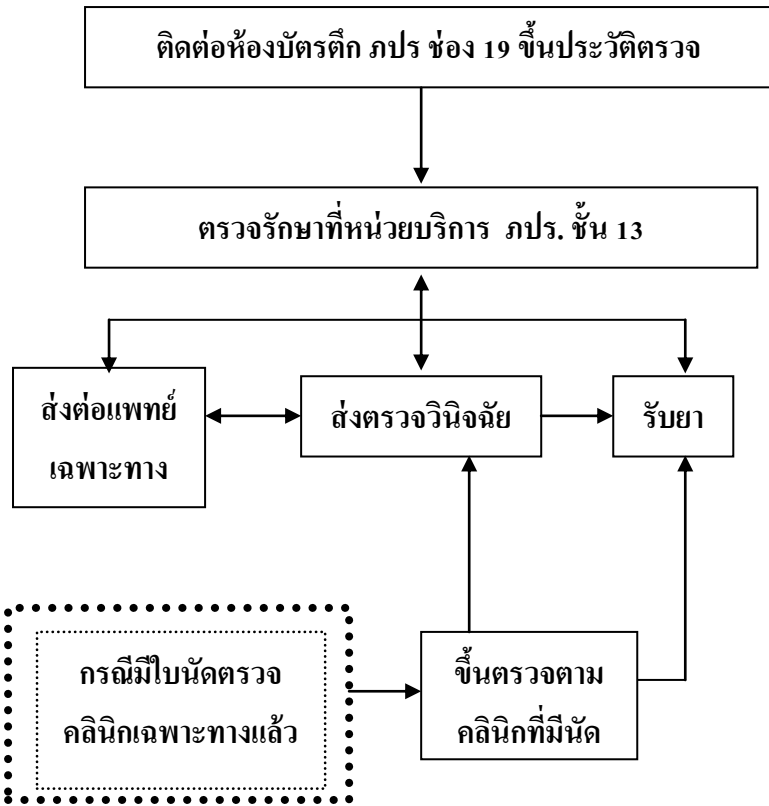 ติดต่อห้องบัตรตึก ภปร ช่อง 19 ขึ้นประวัติตรวจ
ตรวจรักษาที่หน่วยบริการ ภปร. ชั้น 13
ส่งต่อแพทย์
เฉพาะทาง
ส่งตรวจวินิจฉัย
รับยา
กรณีมีใบนัดตรวจ
คลินิกเฉพาะทางแล้ว
ขึ้นตรวจตาม
คลินิกที่มีนัด